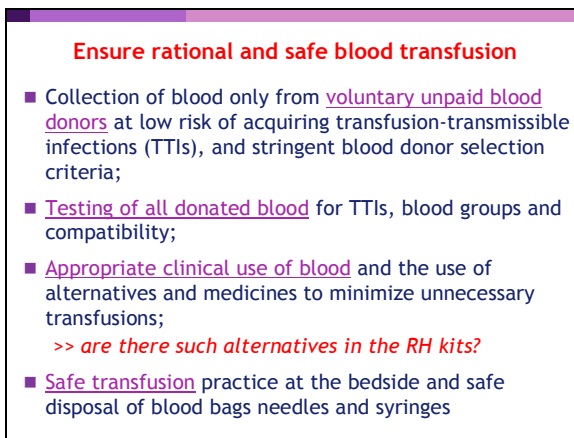 Ensure rational and safe blood transfusion
Collection of blood only from voluntary unpaid blood
donors at low risk of acquiring transfusion-transmissible
infections (TTIs), and stringent blood donor selection
criteria;
Testing of all donated blood for TTIs, blood groups and
compatibility;
Appropriate clinical use of blood and the use of
alternatives and medicines to minimize unnecessary
transfusions;
>> are there such alternatives in the RH kits?
Safe transfusion practice at the bedside and safe
disposal of blood bags needles and syringes